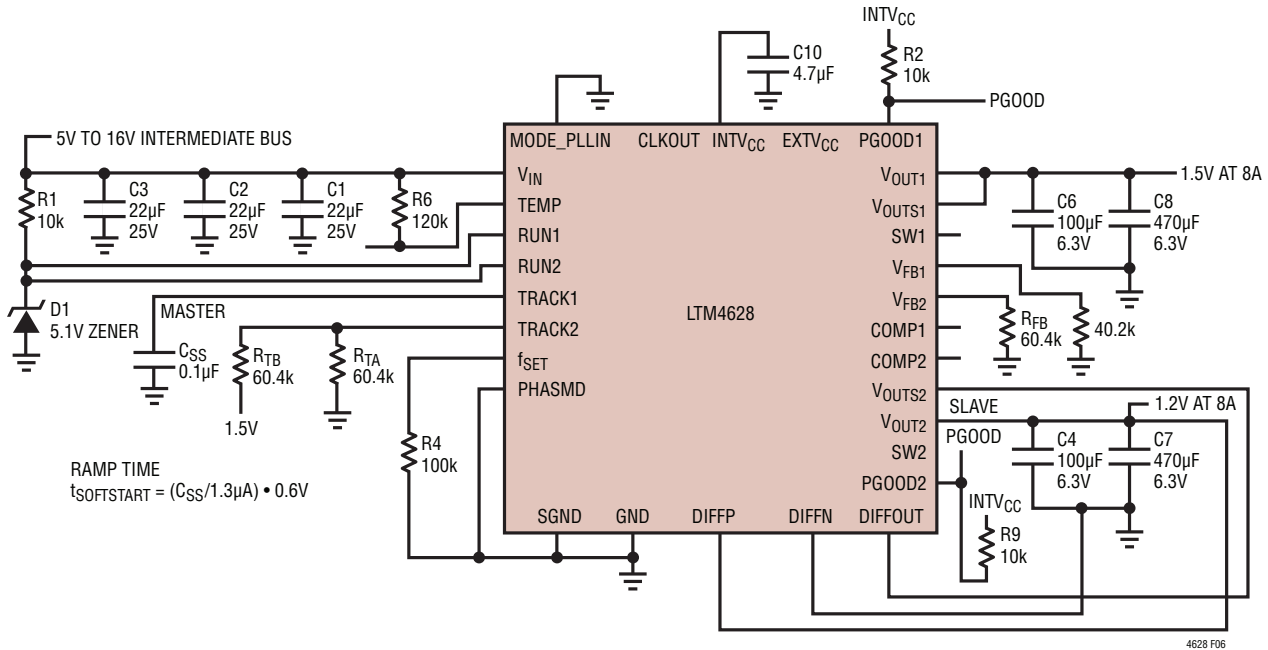 INTVCC
R2
10k
PGOOD
C10
4.7µF
5V TO 16V INTERMEDIATE BUS
R1
10k
C3
22µF
25V
C2
22µF
25V
C1
22µF
25V
R6
120k
D1
5.1V ZENER
MASTER
CSS
0.1µF
RTB
60.4k
1.5V
RTA
60.4k
R4
100k
RAMP TIME
tSOFTSTART = (CSS/1.3µA) • 0.6V
MODE_PLLIN
CLKOUT
INTVCC
EXTVCC
PGOOD1
VIN
TEMP
RUN1
RUN2
TRACK1
TRACK2
fSET
PHASMD
LTM4628
VOUT1
VOUTS1
SW1
VFB1
VFB2
COMP1
COMP2
VOUTS2
VOUT2
SW2
PGOOD2
SGND
GND
DIFFP
DIFFN
DIFFOUT
1.5V AT 8A
C6
100µF
6.3V
C8
470µF
6.3V
RFB
60.4k
40.2k
SLAVE
1.2V AT 8A
PGOOD
C4
100µF
6.3V
C7
470µF
6.3V
INTVCC
R9
10k
4628 F06